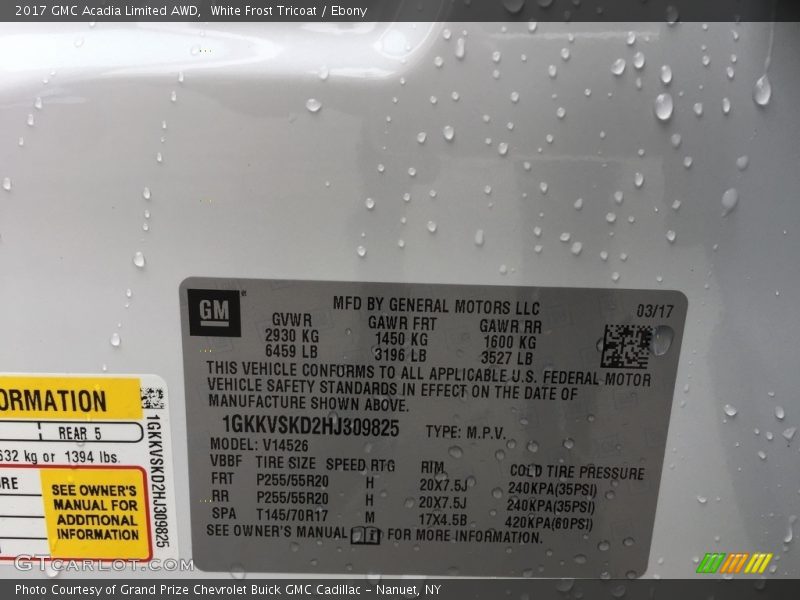 2017 GMC Acadia Limited AWD, White Frost Tricoat / Ebony
GM
MFD BY GENERAL MOTORS LLC
03/17
GVWR GAWR FRT GAWR RR
2930 KG 1450 KG 1600 KG
6459 LB 3196 LB 3527 LB
THIS VEHICLE CONFORMS TO ALL APPLICABLE U.S. FEDERAL MOTOR
VEHICLE SAFETY STANDARDS IN EFFECT ON THE DATE OF
MANUFACTURE SHOWN ABOVE.
1GKKVSKD2HJ309825 TYPE: M.P.V.
MODEL: V14526
VBBF TIRE SIZE SPEED RTG RIM COLD TIRE PRESSURE
FRT P255/55R20 H 20X7.5J 240KPA(35PSI)
RR P255/55R20 H 20X7.5J 240KPA(35PSI)
SPA T145/70R17 M 17X4.5B 420KPA(60PSI)
SEE OWNER'S MANUAL FOR MORE INFORMATION.
ORMATION
REAR 5
632 kg or 1394 lbs.
RE
SEE OWNER'S
MANUAL FOR
ADDITIONAL
INFORMATION
1GKKVSKD2HJ309825
GTCARLOT.COM
Photo Courtesy of Grand Prize Chevrolet Buick GMC Cadillac - Nanuet, NY